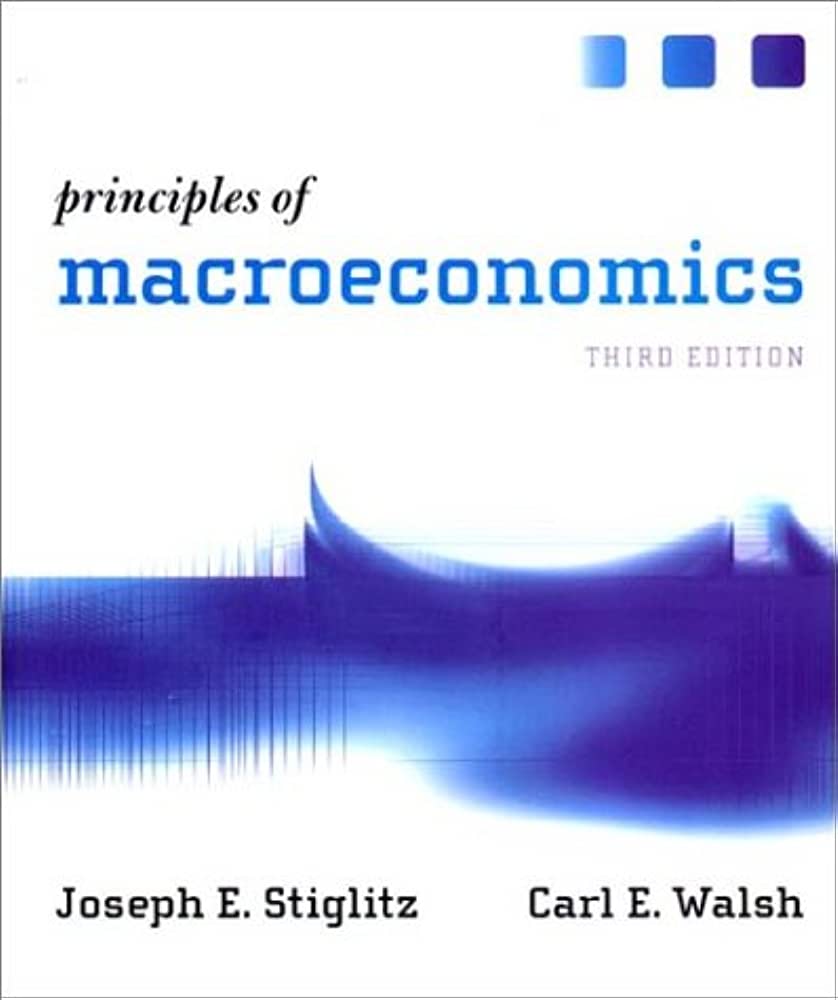 principles of
macroeconomics
THIRD EDITION
Joseph E. Stiglitz
Carl E. Walsh